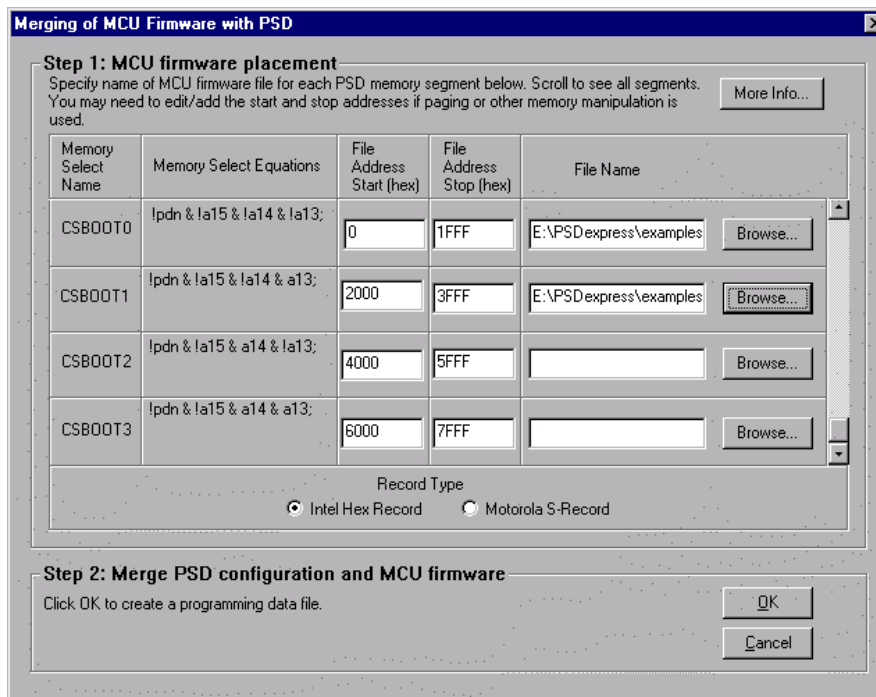 Merging of MCU Firmware with PSD
Step 1: MCU firmware placement
Specify name of MCU firmware file for each PSD memory segment below. Scroll to see all segments.
You may need to edit/add the start and stop addresses if paging or other memory manipulation is
used.
More Info...
Memory Select Name
Memory Select Equations
File Address Start (hex)
File Address Stop (hex)
File Name
CSBOOT0
!pdn & !a15 & !a14 & !a13;
0
1FFF
E:\PSDexpress\examples
Browse...
CSBOOT1
!pdn & !a15 & !a14 & a13;
2000
3FFF
E:\PSDexpress\examples
Browse...
CSBOOT2
!pdn & !a15 & a14 & !a13;
4000
5FFF
Browse...
CSBOOT3
!pdn & !a15 & a14 & a13;
6000
7FFF
Browse...
Record Type
Intel Hex Record
Motorola S-Record
Step 2: Merge PSD configuration and MCU firmware
Click OK to create a programming data file.
OK
Cancel